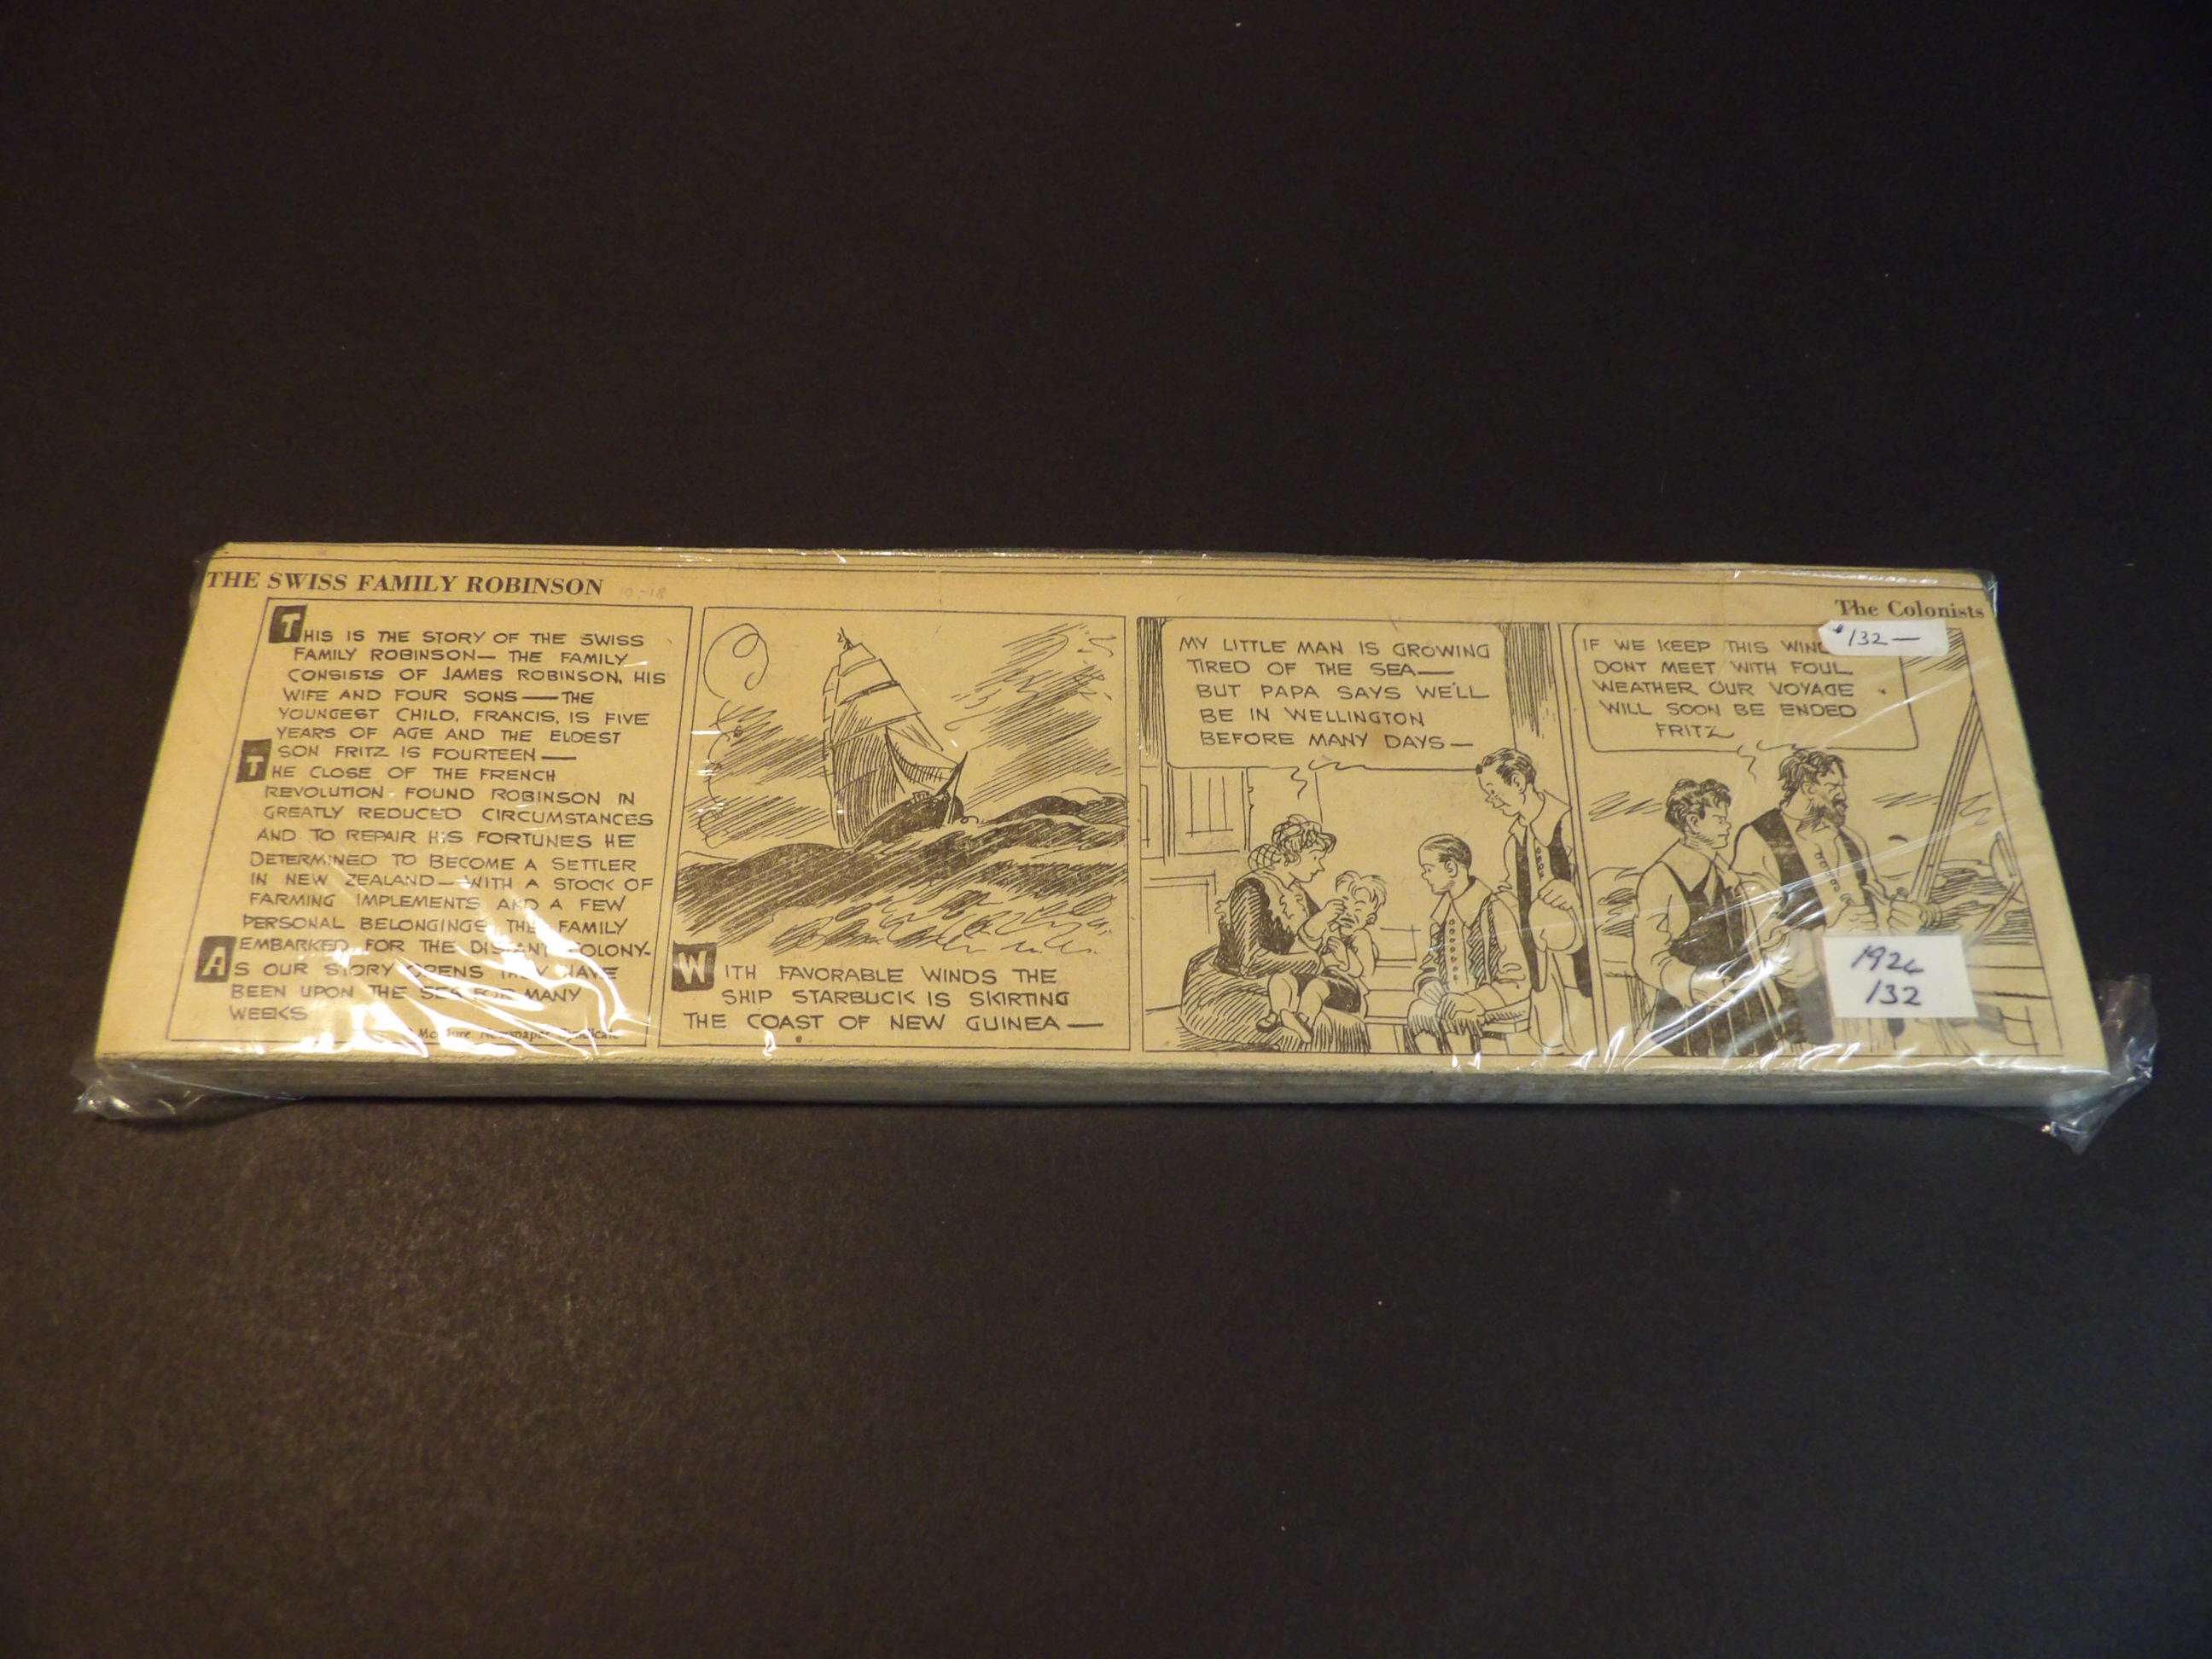 THE SWISS FAMILY ROBINSON 10-18
The Colonists
THIS IS THE STORY OF THE SWISS
FAMILY ROBINSON— THE FAMILY
CONSISTS OF JAMES ROBINSON, HIS
WIFE AND FOUR SONS — THE
YOUNGEST CHILD, FRANCIS, IS FIVE
YEARS OF AGE AND THE ELDEST
SON FRITZ IS FOURTEEN —
THE CLOSE OF THE FRENCH
REVOLUTION FOUND ROBINSON IN
GREATLY REDUCED CIRCUMSTANCES
AND TO REPAIR HIS FORTUNES HE
DETERMINED TO BECOME A SETTLER
IN NEW ZEALAND— WITH A STOCK OF
FARMING IMPLEMENTS AND A FEW
PERSONAL BELONGINGS THE FAMILY
EMBARKED FOR THE DISTANT COLONY-
AS OUR STORY OPENS THEY HAVE
BEEN UPON THE SEA FOR MANY
WEEKS
McClure Newspaper Syndicate
WITH FAVORABLE WINDS THE
SHIP STARBUCK IS SKIRTING
THE COAST OF NEW GUINEA —
MY LITTLE MAN IS GROWING
TIRED OF THE SEA—
BUT PAPA SAYS WE'LL
BE IN WELLINGTON
BEFORE MANY DAYS —
IF WE KEEP THIS WIND
DONT MEET WITH FOUL
WEATHER OUR VOYAGE
WILL SOON BE ENDED
FRITZ
$132—
132